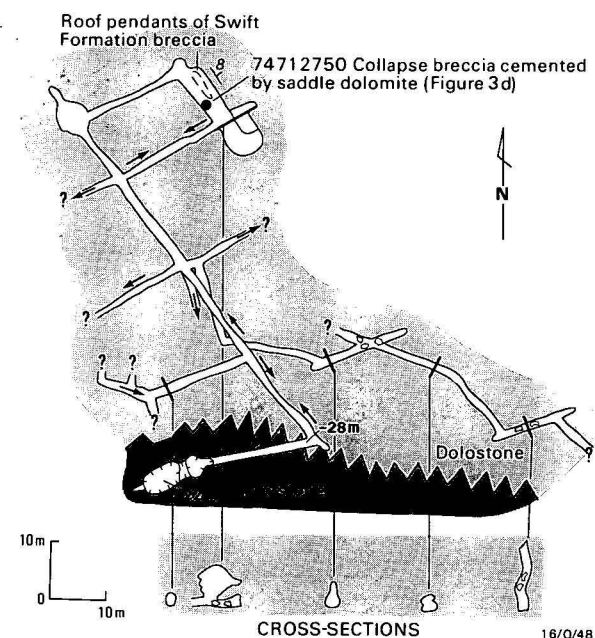 Roof pendants of Swift
Formation breccia
8
74712750 Collapse breccia cemented
by saddle dolomite (Figure 3d)
N
?
?
?
?
?
?
?
-28m
Dolostone
?
10m
0
10m
CROSS-SECTIONS
16/0/48